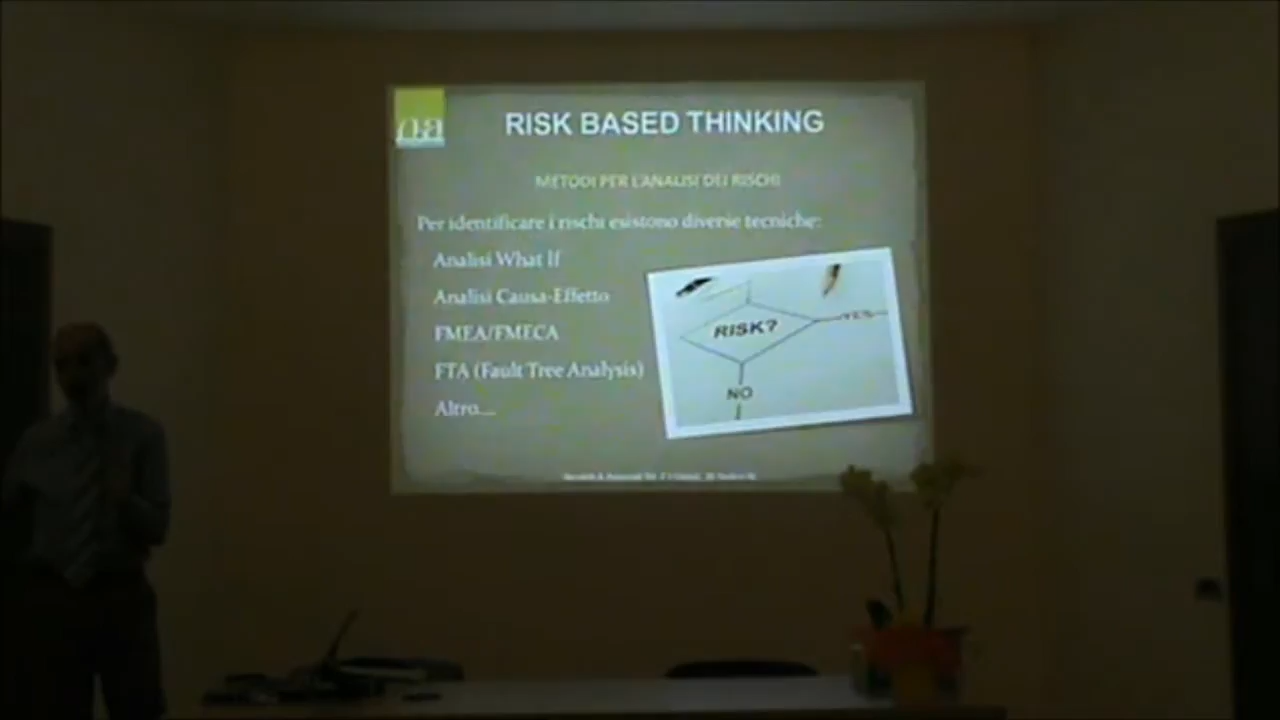 n&a
RISK BASED THINKING
METODI PER L'ANALISI DEI RISCHI
Per identificare i rischi esistono diverse tecniche:
Analisi What If
Analisi Causa-Effetto
FMEA/FMECA
FTA (Fault Tree Analysis)
Altro....
RISK?
YES
NO